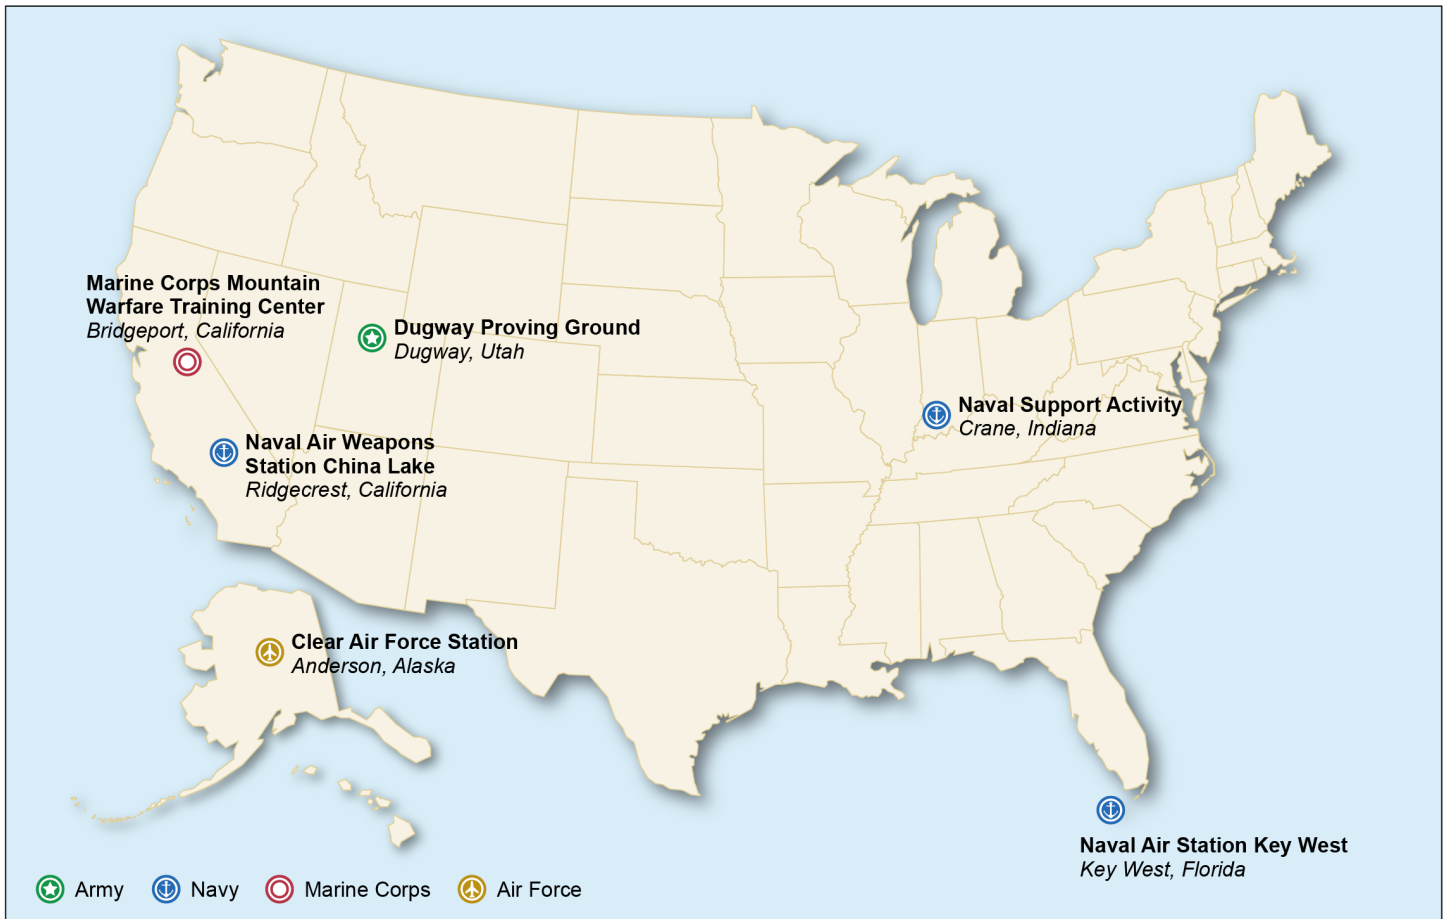 Marine Corps Mountain
Warfare Training Center
Bridgeport, California
Dugway Proving Ground
Dugway, Utah
Naval Support Activity
Crane, Indiana
Naval Air Weapons
Station China Lake
Ridgecrest, California
Clear Air Force Station
Anderson, Alaska
Naval Air Station Key West
Key West, Florida
Army
Navy
Marine Corps
Air Force